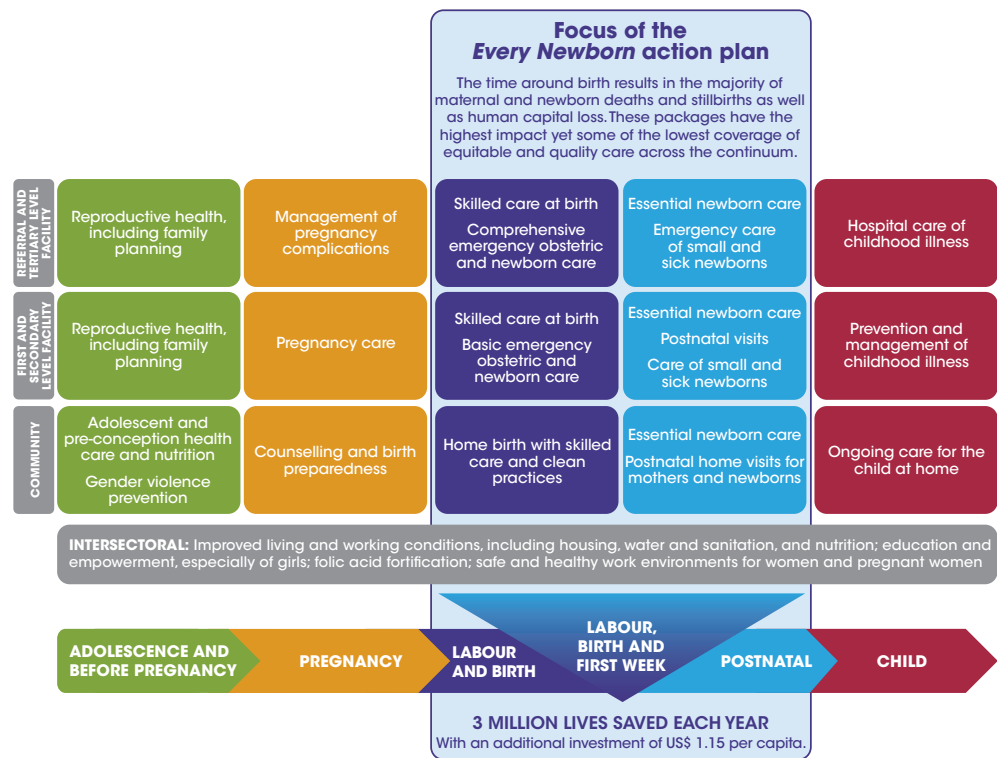 Focus of the
Every Newborn action plan
The time around birth results in the majority of
maternal and newborn deaths and stillbirths as well
as human capital loss. These packages have the
highest impact yet some of the lowest coverage of
equitable and quality care across the continuum.
REFERRAL AND
TERTIARY LEVEL
FACILITY
Reproductive health,
including family
planning
Management of
pregnancy
complications
Skilled care at birth
Comprehensive
emergency obstetric
and newborn care
Essential newborn care
Emergency care
of small and
sick newborns
Hospital care of
childhood illness
FIRST AND
SECONDARY
LEVEL FACILITY
Reproductive health,
including family
planning
Pregnancy care
Skilled care at birth
Basic emergency
obstetric and
newborn care
Essential newborn care
Postnatal visits
Care of small and
sick newborns
Prevention and
management of
childhood illness
COMMUNITY
Adolescent and
pre-conception health
care and nutrition
Gender violence
prevention
Counselling and birth
preparedness
Home birth with skilled
care and clean
practices
Essential newborn care
Postnatal home visits for
mothers and newborns
Ongoing care for the
child at home
INTERSECTORAL: Improved living and working conditions, including housing, water and sanitation, and nutrition; education and
empowerment, especially of girls; folic acid fortification; safe and healthy work environments for women and pregnant women
ADOLESCENCE AND
BEFORE PREGNANCY
PREGNANCY
LABOUR
AND BIRTH
LABOUR,
BIRTH AND
FIRST WEEK
POSTNATAL
CHILD
3 MILLION LIVES SAVED EACH YEAR
With an additional investment of US$ 1.15 per capita.